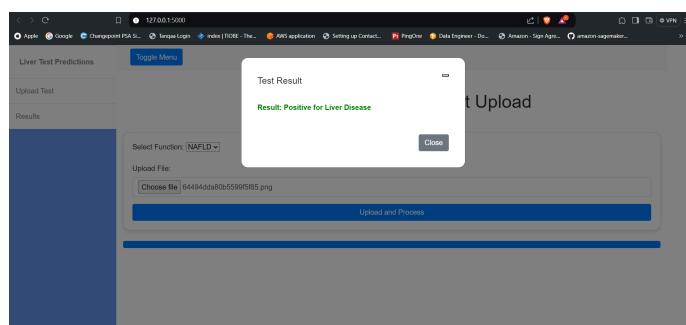 127.0.0.1:5000
VPN
Apple Google Changepoint PSA Si... Tarqaa Login index | TIOBE - The... AWS application Setting up Contact... PingOne Data Engineer - Do... Amazon - Sign Agre... amazon-sagemaker...
Liver Test Predictions
Toggle Menu
Upload Test
Results
t Upload
Test Result
Result: Positive for Liver Disease
Close
Select Function: NAFLD
Upload File:
Choose file 64494dda80b5599f5f85.png
Upload and Process